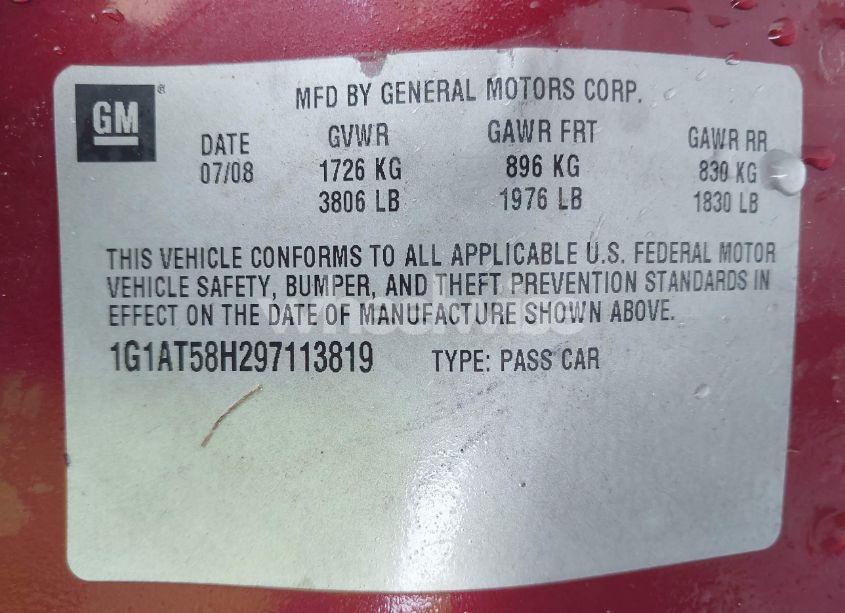 GM
MFD BY GENERAL MOTORS CORP.
DATE GVWR GAWR FRT GAWR RR
07/08 1726 KG 896 KG 830 KG
3806 LB 1976 LB 1830 LB
THIS VEHICLE CONFORMS TO ALL APPLICABLE U.S. FEDERAL MOTOR
VEHICLE SAFETY, BUMPER, AND THEFT PREVENTION STANDARDS IN
EFFECT ON THE DATE OF MANUFACTURE SHOWN ABOVE.
1G1AT58H297113819 TYPE: PASS CAR